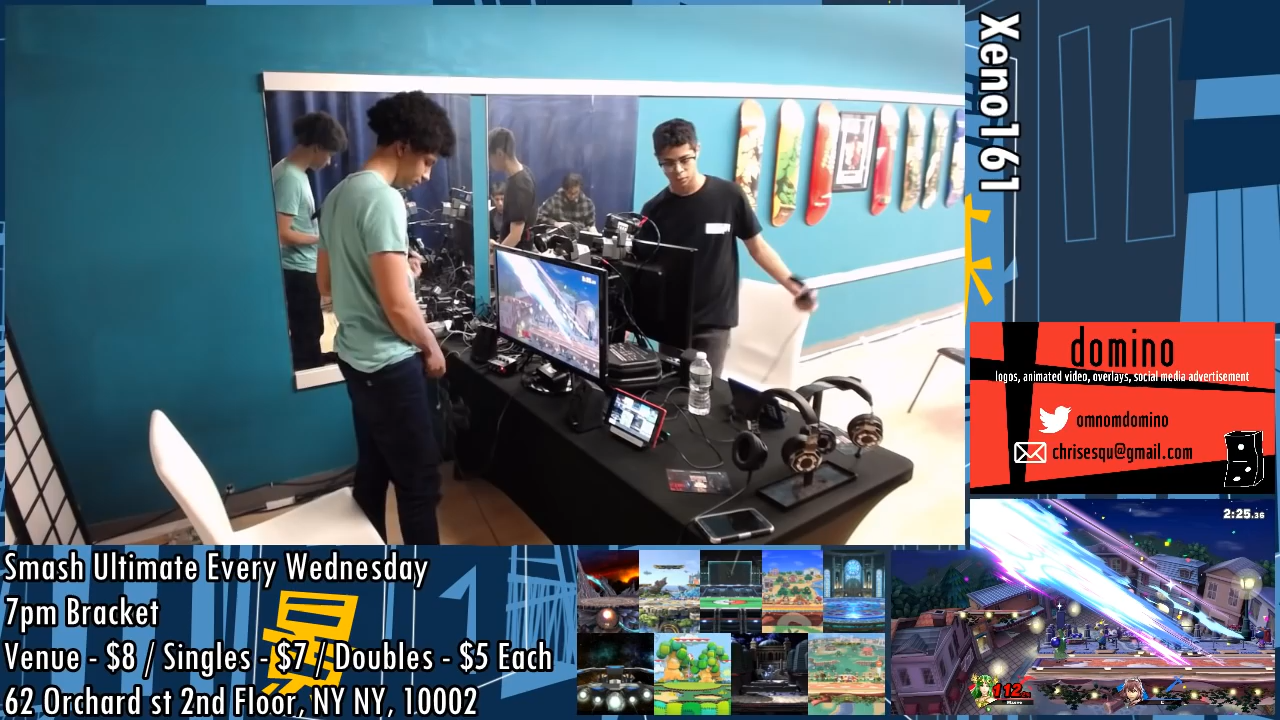 Xeno161
domino
logos, animated video, overlays, social media advertisement
omnomdomino
chrisesqu@gmail.com
2:25.36
112
Smash Ultimate Every Wednesday
7pm Bracket
Venue - $8 / Singles - $7 / Doubles - $5 Each
62 Orchard st 2nd Floor, NY NY, 10002